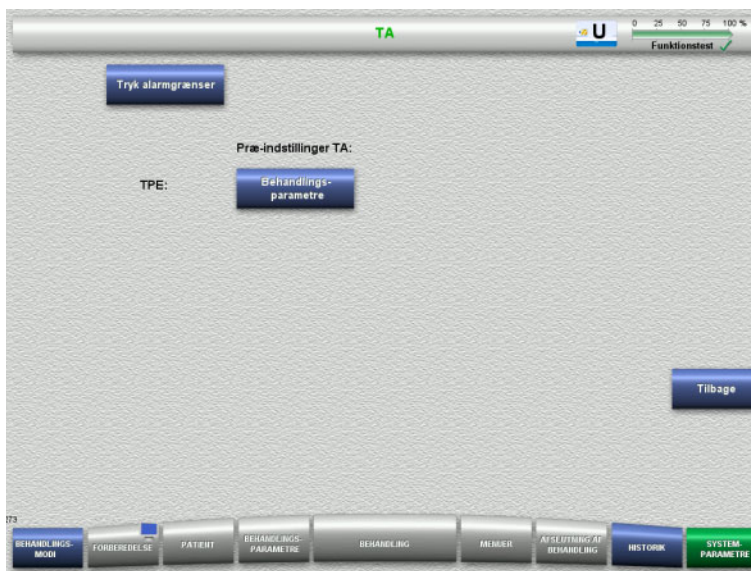 TA
U
0 25 50 75 100 %
Funktionstest
Tryk alarmgrænser
Præ-indstillinger TA:
TPE:
Behandlings-
parametre
Tilbage
273
BEHANDLINGS-
MODI
FORBEREDELSE
PATIENT
BEHANDLINGS-
PARAMETRE
BEHANDLING
MENUER
AFSLUTNING AF
BEHANDLING
HISTORIK
SYSTEM-
PARAMETRE